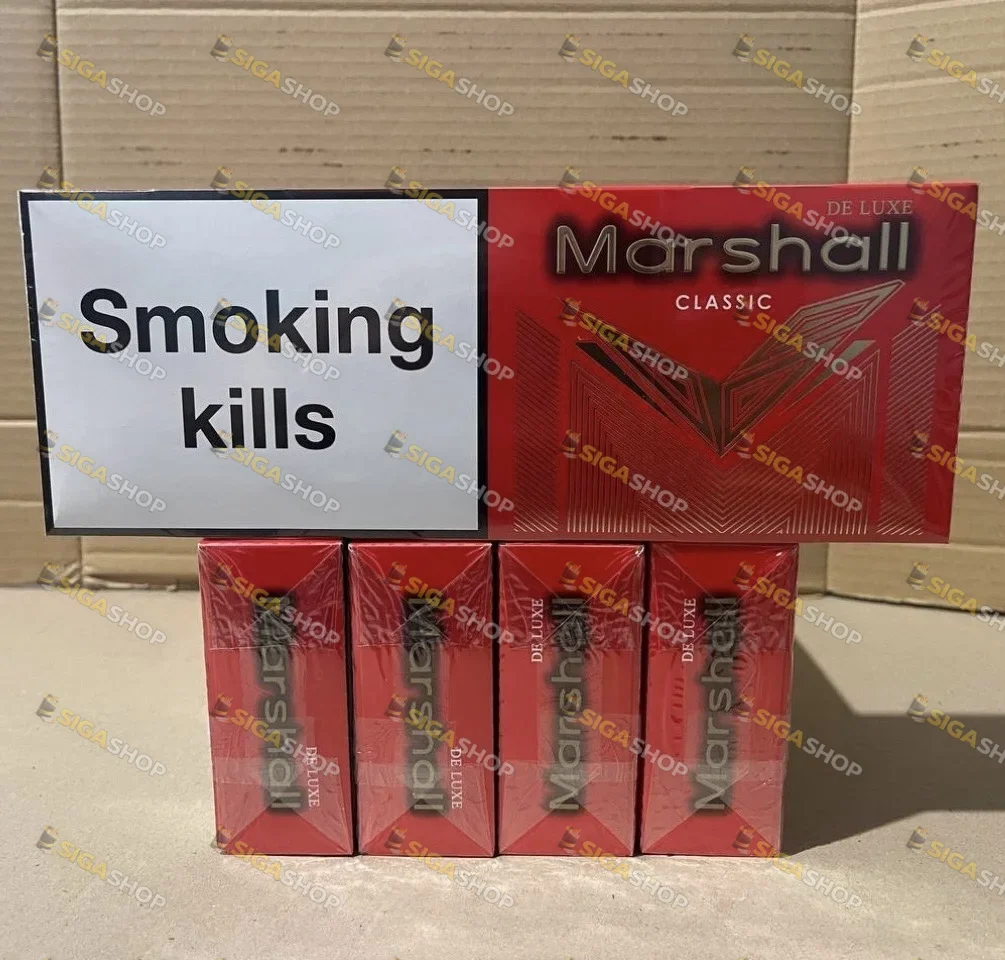 Smoking
kills
DE LUXE
Marshall
CLASSIC
Marshall
DE LUXE
Marshall
DE LUXE
DE LUXE
Marshall
DE LUXE
Marshall
SIGASHOP